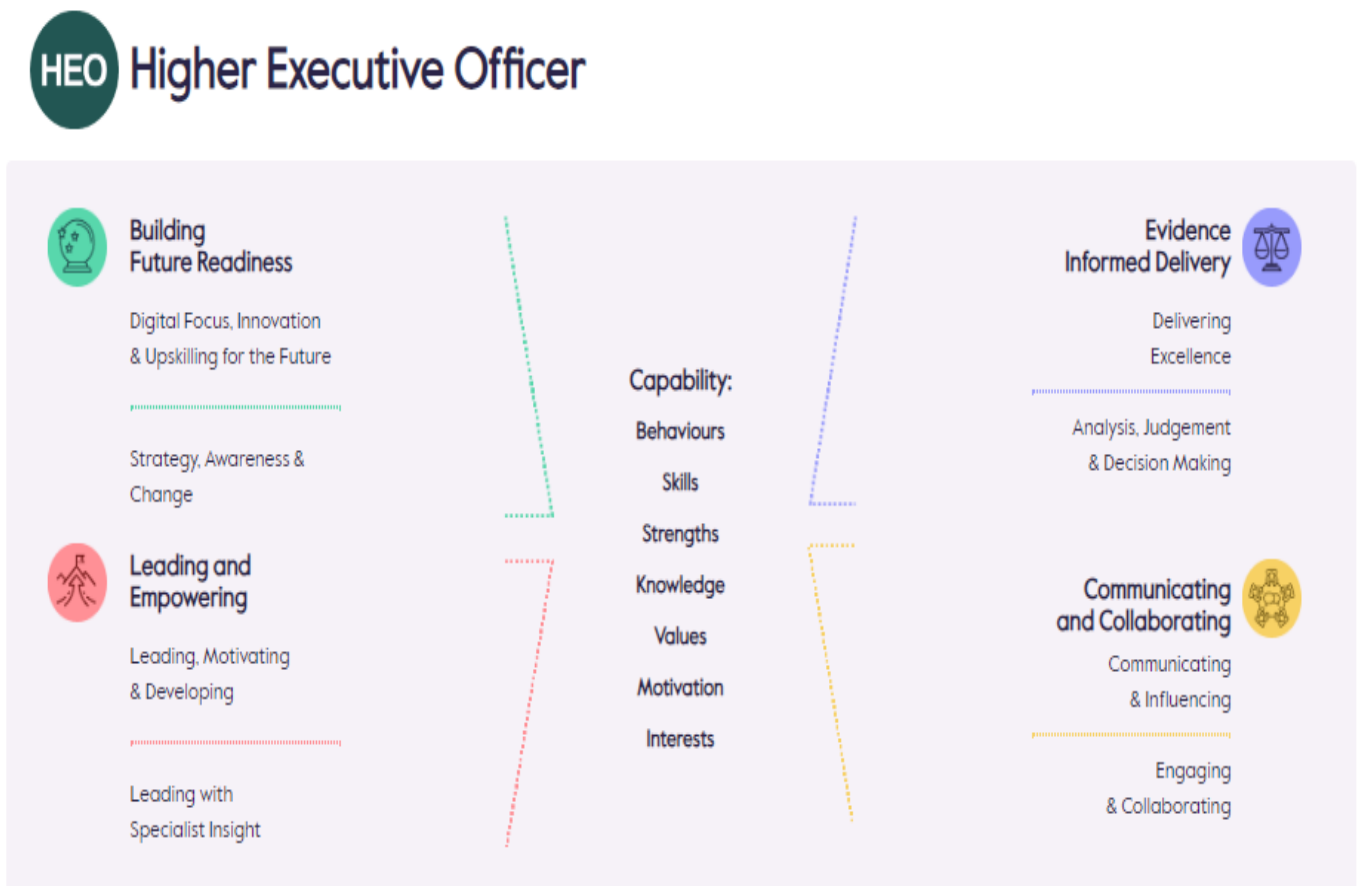 HEO Higher Executive Officer
Building
Future Readiness
Digital Focus, Innovation
& Upskilling for the Future
Strategy, Awareness &
Change
Leading and
Empowering
Leading, Motivating
& Developing
Leading with
Specialist Insight
Capability:
Behaviours
Skills
Strengths
Knowledge
Values
Motivation
Interests
Evidence
Informed Delivery
Delivering
Excellence
Analysis, Judgement
& Decision Making
Communicating
and Collaborating
Communicating
& Influencing
Engaging
& Collaborating